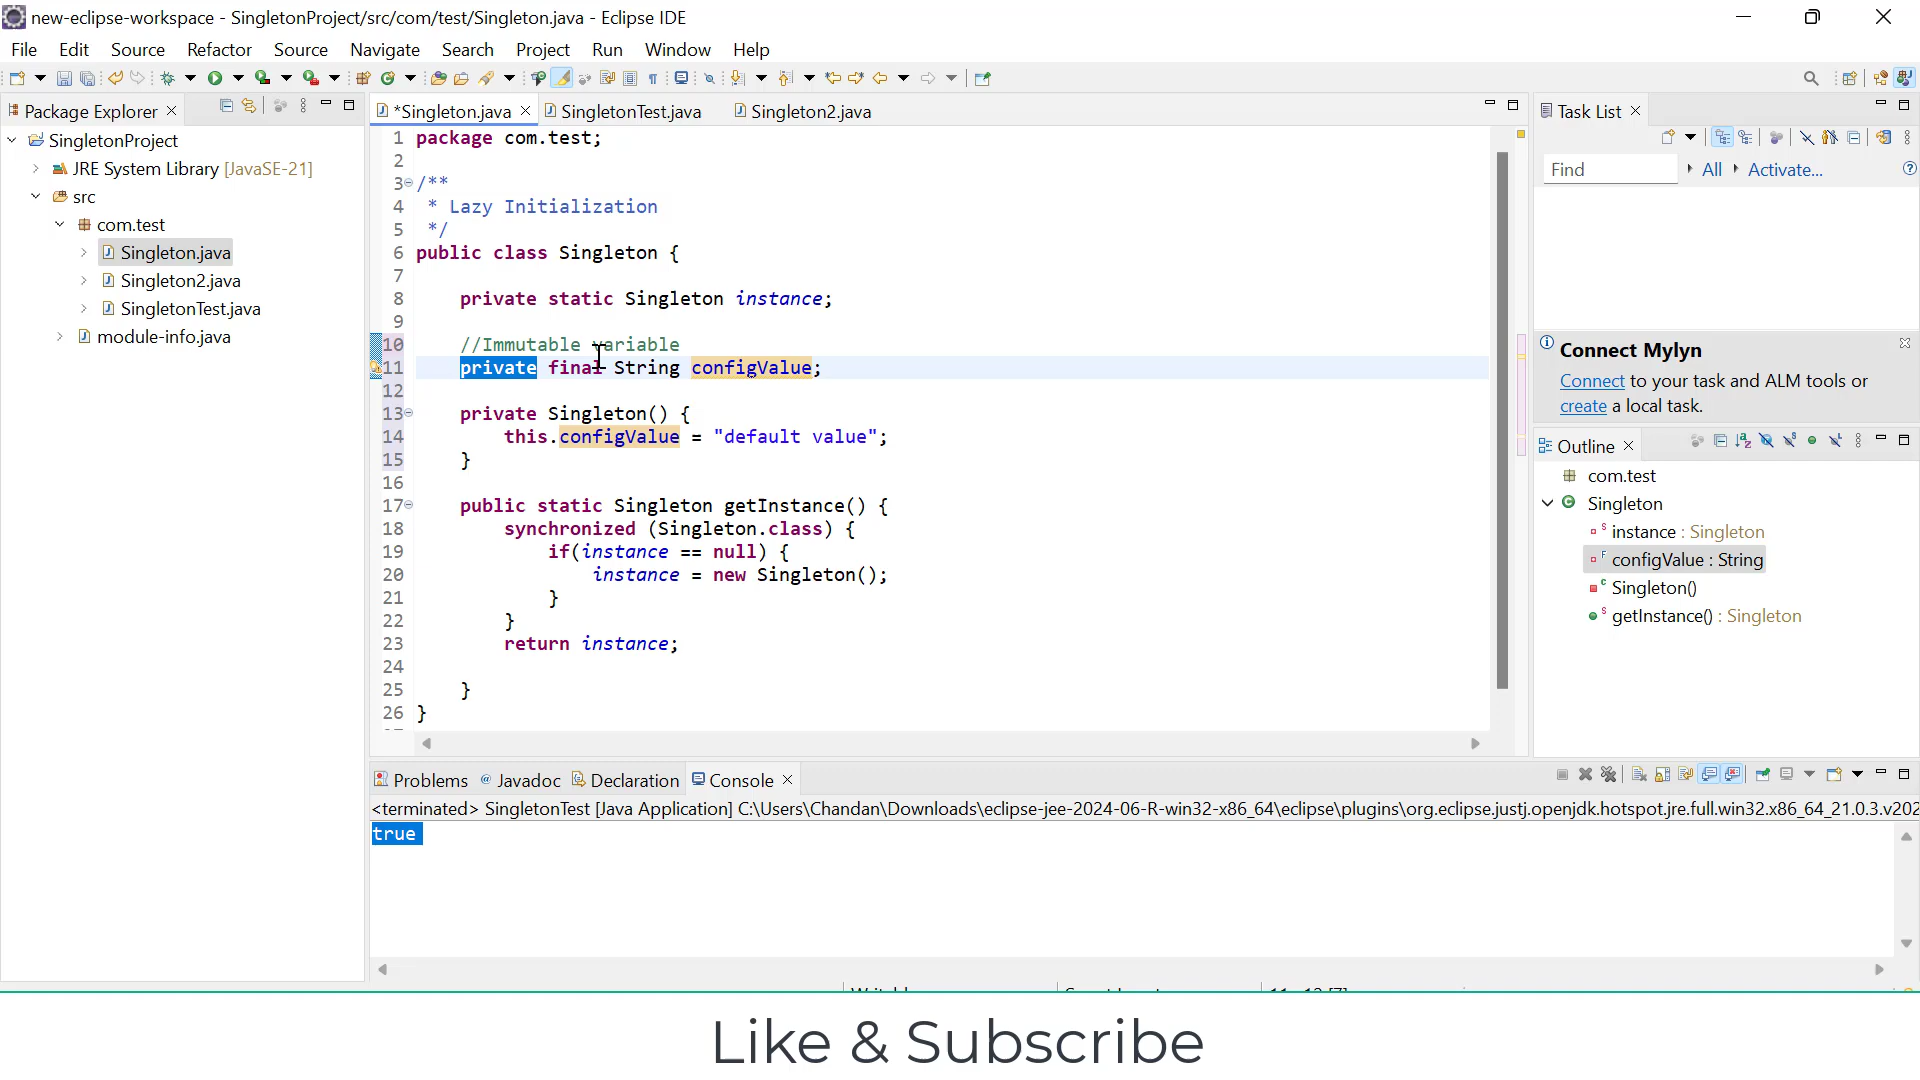 new-eclipse-workspace - SingletonProject/src/com/test/Singleton.java - Eclipse IDE
File Edit Source Refactor Source Navigate Search Project Run Window Help
Package Explorer
SingletonProject
JRE System Library [JavaSE-21]
src
com.test
Singleton.java
Singleton2.java
SingletonTest.java
module-info.java
*Singleton.java SingletonTest.java Singleton2.java
1 package com.test;
2
3 /**
4 * Lazy Initialization
5 */
6 public class Singleton {
7
8 private static Singleton instance;
9
10 //Immutable variable
11 private final String configValue;
12
13 private Singleton() {
14 this.configValue = "default value";
15 }
16
17 public static Singleton getInstance() {
18 synchronized (Singleton.class) {
19 if(instance == null) {
20 instance = new Singleton();
21 }
22 }
23 return instance;
24
25 }
26 }
Task List
Find All Activate...
Connect Mylyn
Connect to your task and ALM tools or
create a local task.
Outline
com.test
Singleton
instance : Singleton
configValue : String
Singleton()
getInstance() : Singleton
Problems Javadoc Declaration Console
<terminated> SingletonTest [Java Application] C:\Users\Chandan\Downloads\eclipse-jee-2024-06-R-win32-x86_64\eclipse\plugins\org.eclipse.justj.openjdk.hotspot.jre.full.win32.x86_64_21.0.3.v202
true
Like & Subscribe